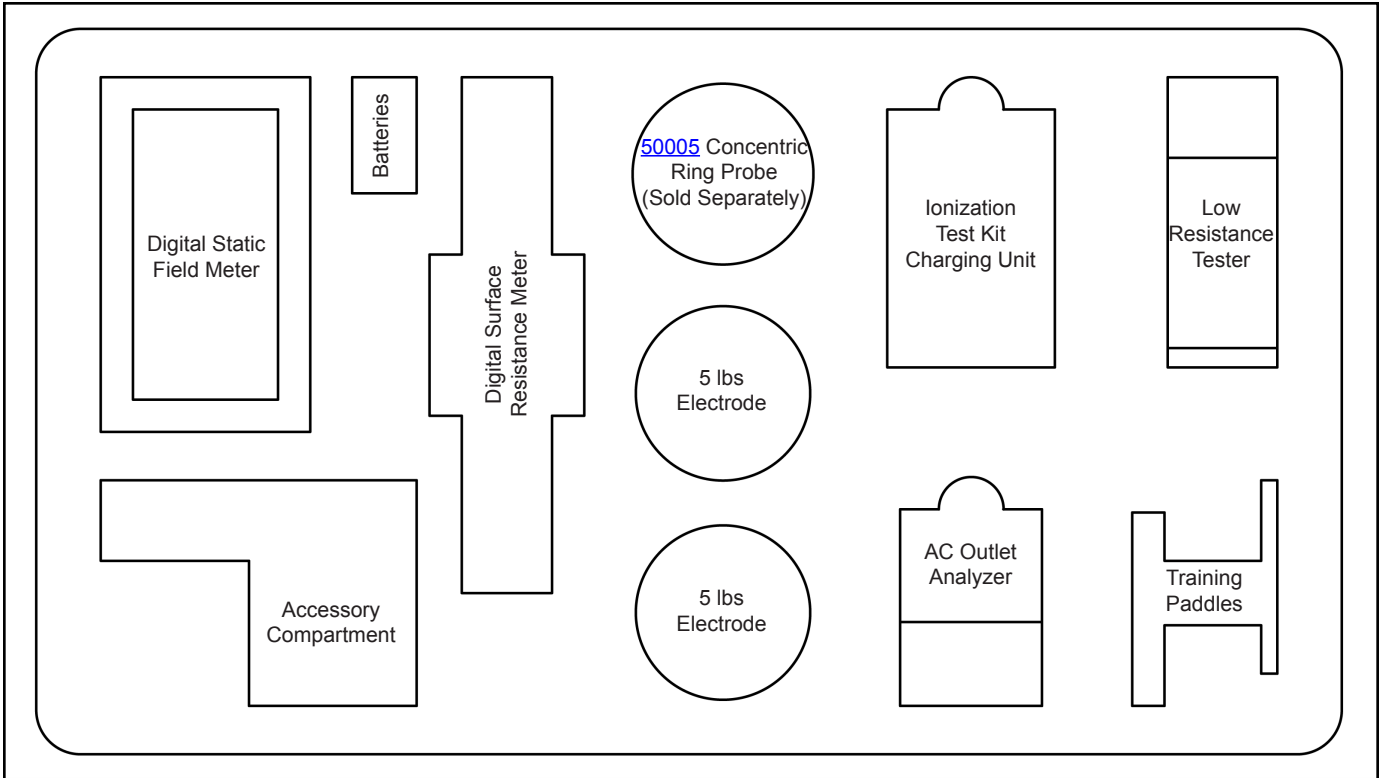 Digital Static
Field Meter
Batteries
Digital Surface
Resistance Meter
50005 Concentric
Ring Probe
(Sold Separately)
Ionization
Test Kit
Charging Unit
Low
Resistance
Tester
5 lbs
Electrode
Accessory
Compartment
5 lbs
Electrode
AC Outlet
Analyzer
Training
Paddles